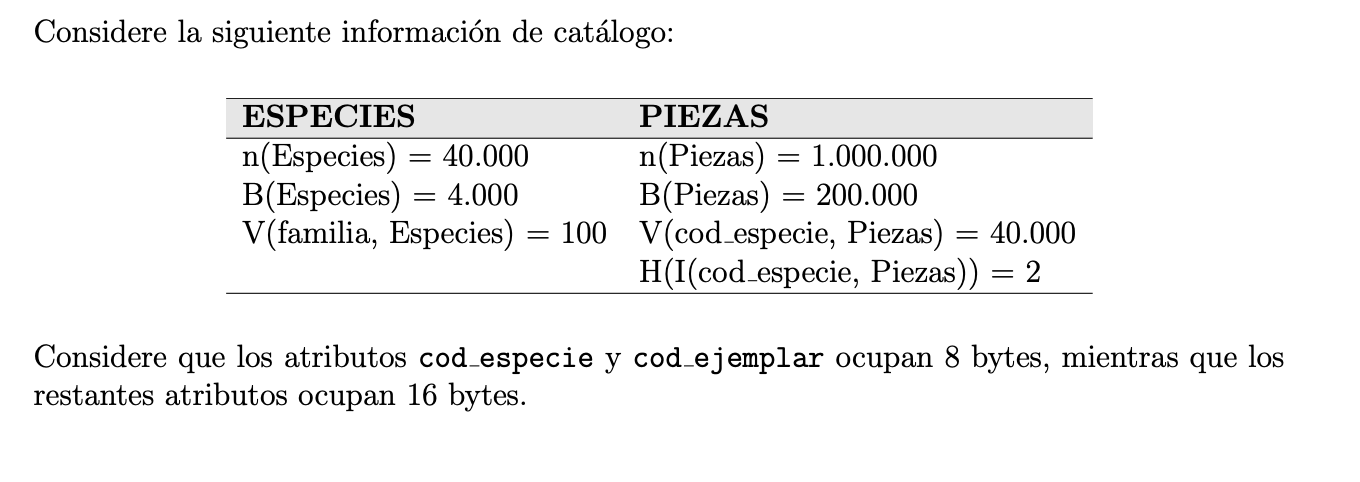 Considere la siguiente información de catálogo:
ESPECIES PIEZAS
n(Especies) = 40.000 n(Piezas) = 1.000.000
B(Especies) = 4.000 B(Piezas) = 200.000
V(familia, Especies) = 100 V(cod_especie, Piezas) = 40.000
H(I(cod_especie, Piezas)) = 2
Considere que los atributos cod_especie y cod_ejemplar ocupan 8 bytes, mientras que los
restantes atributos ocupan 16 bytes.